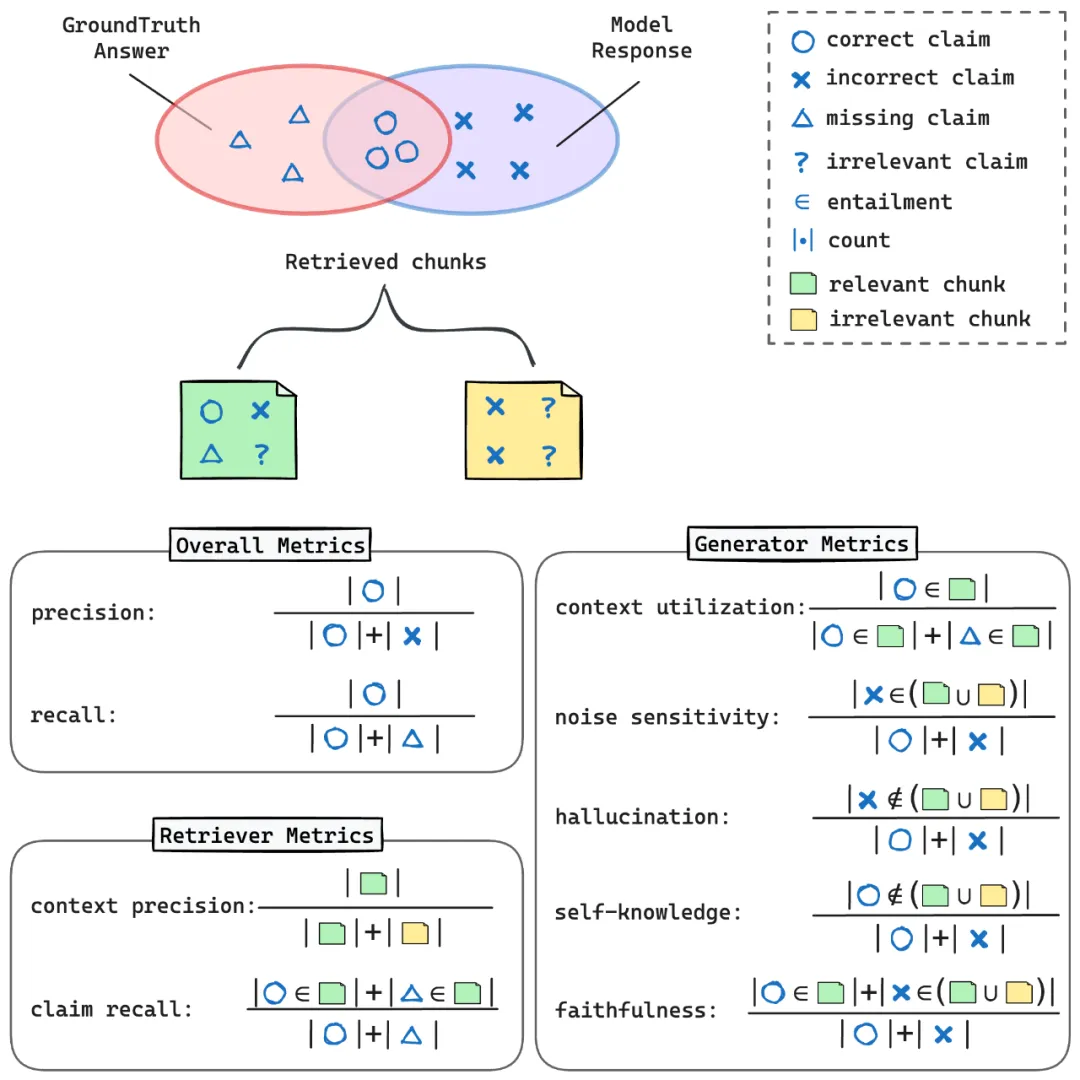 GroundTruth
Answer
Model
Response
correct claim
incorrect claim
missing claim
? irrelevant claim
∈ entailment
|•| count
relevant chunk
irrelevant chunk
Retrieved chunks
?
?
?
Overall Metrics
precision:
| |
| |+| |
recall:
| |
| |+| |
Retriever Metrics
context precision:
| |
| |+| |
claim recall:
| ∈ |+| ∈ |
| |+| |
Generator Metrics
context utilization:
| ∈ |
| ∈ |+| ∈ |
noise sensitivity:
| ∈( ∪ )|
| |+| |
hallucination:
| ∉( ∪ )|
| |+| |
self-knowledge:
| ∉( ∪ )|
| |+| |
faithfulness:
| ∈ |+| ∈( ∪ )|
| |+| |